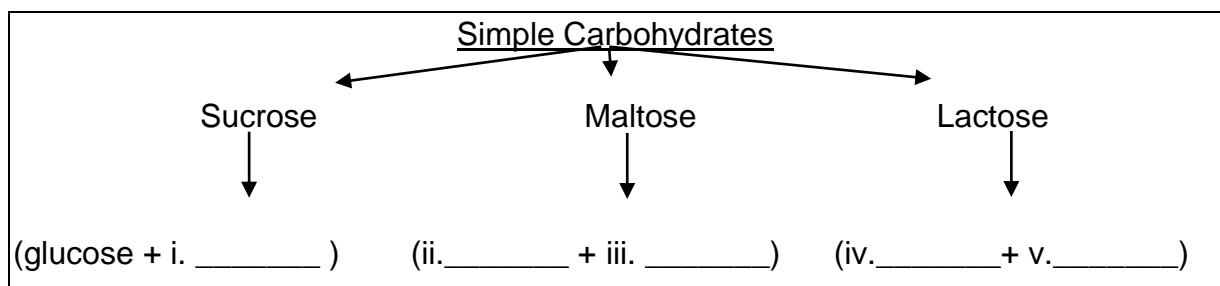 Simple Carbohydrates
Sucrose Maltose Lactose
(glucose + i. _______ ) (ii._______ + iii. _______) (iv._______+ v._______)